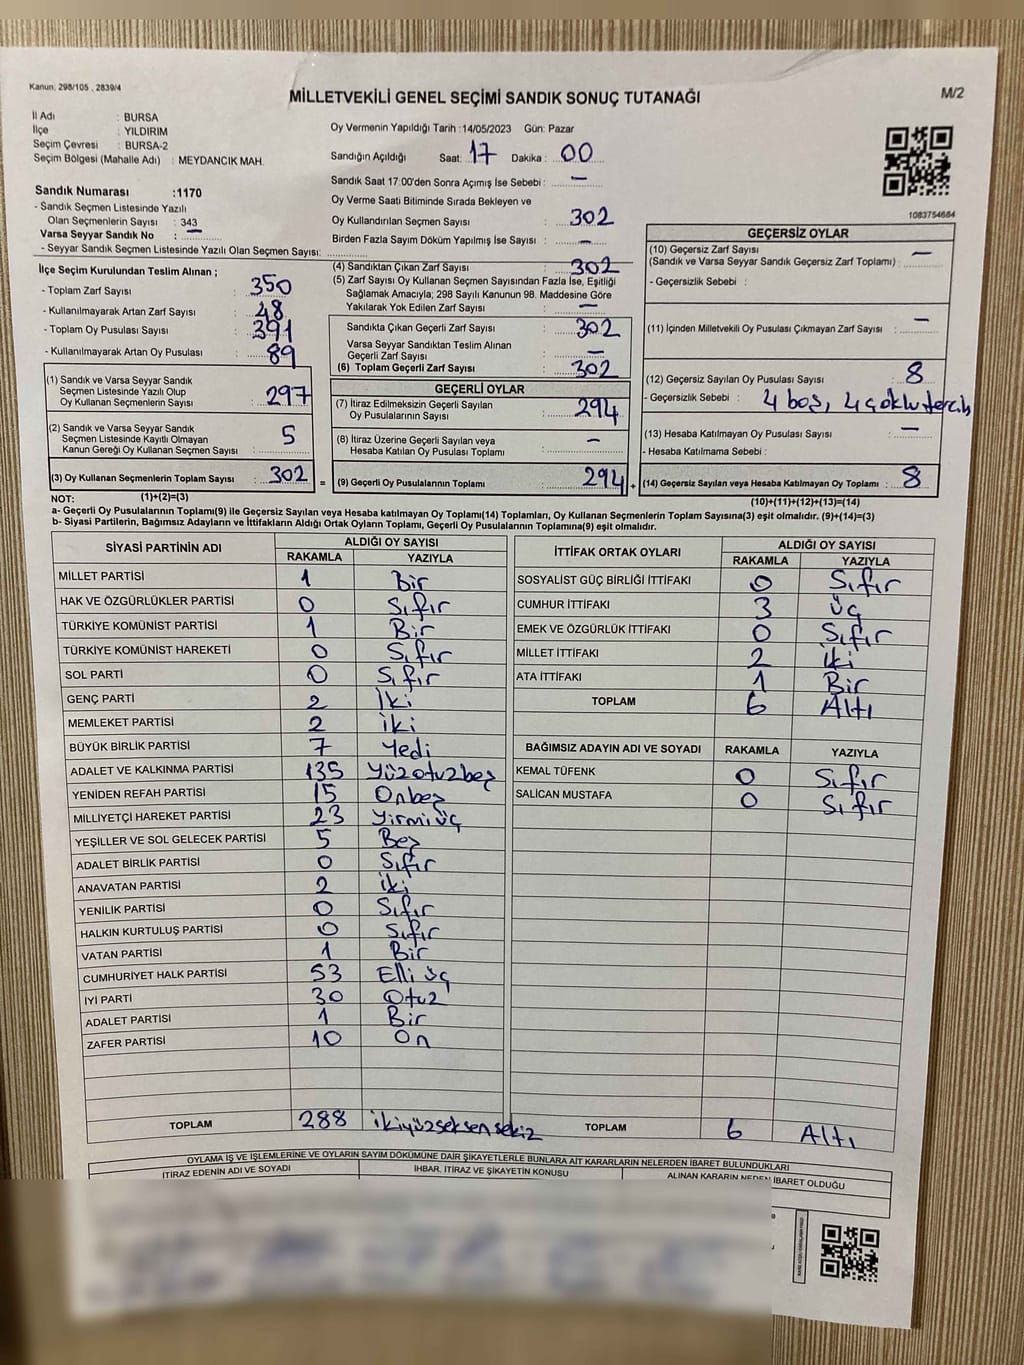 Kanun: 298/105 , 2839/4
MİLLETVEKİLİ GENEL SEÇİMİ SANDIK SONUÇ TUTANAĞI
M/2
İl Adı : BURSA
İlçe : YILDIRIM
Seçim Çevresi : BURSA-2
Seçim Bölgesi (Mahalle Adı) : MEYDANCIK MAH.
Sandık Numarası :1170
- Sandık Seçmen Listesinde Yazılı
Olan Seçmenlerin Sayısı : 343
Varsa Seyyar Sandık No : —
- Seyyar Sandık Seçmen Listesinde Yazılı Olan Seçmen Sayısı:
Oy Vermenin Yapıldığı Tarih :14/05/2023 Gün: Pazar
Sandığın Açıldığı Saat: 17 Dakika : 00
Sandık Saat 17:00'den Sonra Açımış İse Sebebi : —
Oy Verme Saati Bitiminde Sırada Bekleyen ve
Oy Kullandırılan Seçmen Sayısı : 302
Birden Fazla Sayım Döküm Yapılmış İse Sayısı : —
1083754684
İlçe Seçim Kurulundan Teslim Alınan ;
- Toplam Zarf Sayısı : 350
- Kullanılmayarak Artan Zarf Sayısı : 48
- Toplam Oy Pusulası Sayısı : 391
- Kullanılmayarak Artan Oy Pusulası : 89
(4) Sandıktan Çıkan Zarf Sayısı : 302
(5) Zarf Sayısı Oy Kullanan Seçmen Sayısından Fazla İse, Eşitliği
Sağlamak Amacıyla; 298 Sayılı Kanunun 98. Maddesine Göre
Yakılarak Yok Edilen Zarf Sayısı : —
Sandıkta Çıkan Geçerli Zarf Sayısı : 302
Varsa Seyyar Sandıktan Teslim Alınan
Geçerli Zarf Sayısı : —
(6) Toplam Geçerli Zarf Sayısı : 302
GEÇERSİZ OYLAR
(10) Geçersiz Zarf Sayısı
(Sandık ve Varsa Seyyar Sandık Geçersiz Zarf Toplamı) : —
- Geçersizlik Sebebi :
(11) İçinden Milletvekili Oy Pusulası Çıkmayan Zarf Sayısı : —
(12) Geçersiz Sayılan Oy Pusulası Sayısı : 8
- Geçersizlik Sebebi : 4 boş, 4 çoklu tercih
(13) Hesaba Katılmayan Oy Pusulası Sayısı : —
- Hesaba Katılmama Sebebi :
(1) Sandık ve Varsa Seyyar Sandık
Seçmen Listesinde Yazılı Olup
Oy Kullanan Seçmenlerin Sayısı : 297
(2) Sandık ve Varsa Seyyar Sandık
Seçmen Listesinde Kayıtlı Olmayan
Kanun Gereği Oy Kullanan Seçmen Sayısı : 5
GEÇERLİ OYLAR
(7) İtiraz Edilmeksizin Geçerli Sayılan
Oy Pusulalarının Sayısı : 294
(8) İtiraz Üzerine Geçerli Sayılan veya
Hesaba Katılan Oy Pusulası Toplamı : —
(3) Oy Kullanan Seçmenlerin Toplam Sayısı : 302 = (9) Geçerli Oy Pusulalarının Toplamı : 294 + (14) Geçersiz Sayılan veya Hesaba Katılmayan Oy Toplamı : 8
NOT: (1)+(2)=(3) (10)+(11)+(12)+(13)=(14)
a- Geçerli Oy Pusulalarının Toplamı(9) ile Geçersiz Sayılan veya Hesaba Katılmayan Oy Toplamı(14) Toplamları, Oy Kullanan Seçmenlerin Toplam Sayısına(3) eşit olmalıdır. (9)+(14)=(3)
b- Siyasi Partilerin, Bağımsız Adayların ve İttifakların Aldığı Ortak Oyların Toplamı, Geçerli Oy Pusulalarının Toplamına(9) eşit olmalıdır.
SİYASİ PARTİNİN ADI ALDIĞI OY SAYISI
RAKAMLA YAZIYLA
MİLLET PARTİSİ 1 Bir
HAK VE ÖZGÜRLÜKLER PARTİSİ 0 Sıfır
TÜRKİYE KOMÜNİST PARTİSİ 1 Bir
TÜRKİYE KOMÜNİST HAREKETİ 0 Sıfır
SOL PARTİ 0 Sıfır
GENÇ PARTİ 2 İki
MEMLEKET PARTİSİ 2 iki
BÜYÜK BİRLİK PARTİSİ 7 Yedi
ADALET VE KALKINMA PARTİSİ 135 Yüzotuzbeş
YENİDEN REFAH PARTİSİ 15 Onbeş
MİLLİYETÇİ HAREKET PARTİSİ 23 Yirmiüç
YEŞİLLER VE SOL GELECEK PARTİSİ 5 Beş
ADALET BİRLİK PARTİSİ 0 Sıfır
ANAVATAN PARTİSİ 2 iki
YENİLİK PARTİSİ 0 Sıfır
HALKIN KURTULUŞ PARTİSİ 0 Sıfır
VATAN PARTİSİ 1 Bir
CUMHURİYET HALK PARTİSİ 53 Elli üç
İYİ PARTİ 30 Otuz
ADALET PARTİSİ 1 Bir
ZAFER PARTİSİ 10 On
TOPLAM 288 ikiyüzseksensekiz
İTTİFAK ORTAK OYLARI ALDIĞI OY SAYISI
RAKAMLA YAZIYLA
SOSYALİST GÜÇ BİRLİĞİ İTTİFAKI 0 Sıfır
CUMHUR İTTİFAKI 3 üç
EMEK VE ÖZGÜRLÜK İTTİFAKI 0 Sıfır
MİLLET İTTİFAKI 2 iki
ATA İTTİFAKI 1 Bir
TOPLAM 6 Altı
BAĞIMSIZ ADAYIN ADI VE SOYADI RAKAMLA YAZIYLA
KEMAL TÜFENK 0 Sıfır
SALİCAN MUSTAFA 0 Sıfır
TOPLAM 6 Altı
OYLAMA İŞ VE İŞLEMLERİNE VE OYLARIN SAYIM DÖKÜMÜNE DAİR ŞİKAYETLERLE BUNLARA AİT KARARLARIN NELERDEN İBARET BULUNDUKLARI
İTİRAZ EDENİN ADI VE SOYADI İHBAR, İTİRAZ VE ŞİKAYETİN KONUSU ALINAN KARARIN NEDEN İBARET OLDUĞU